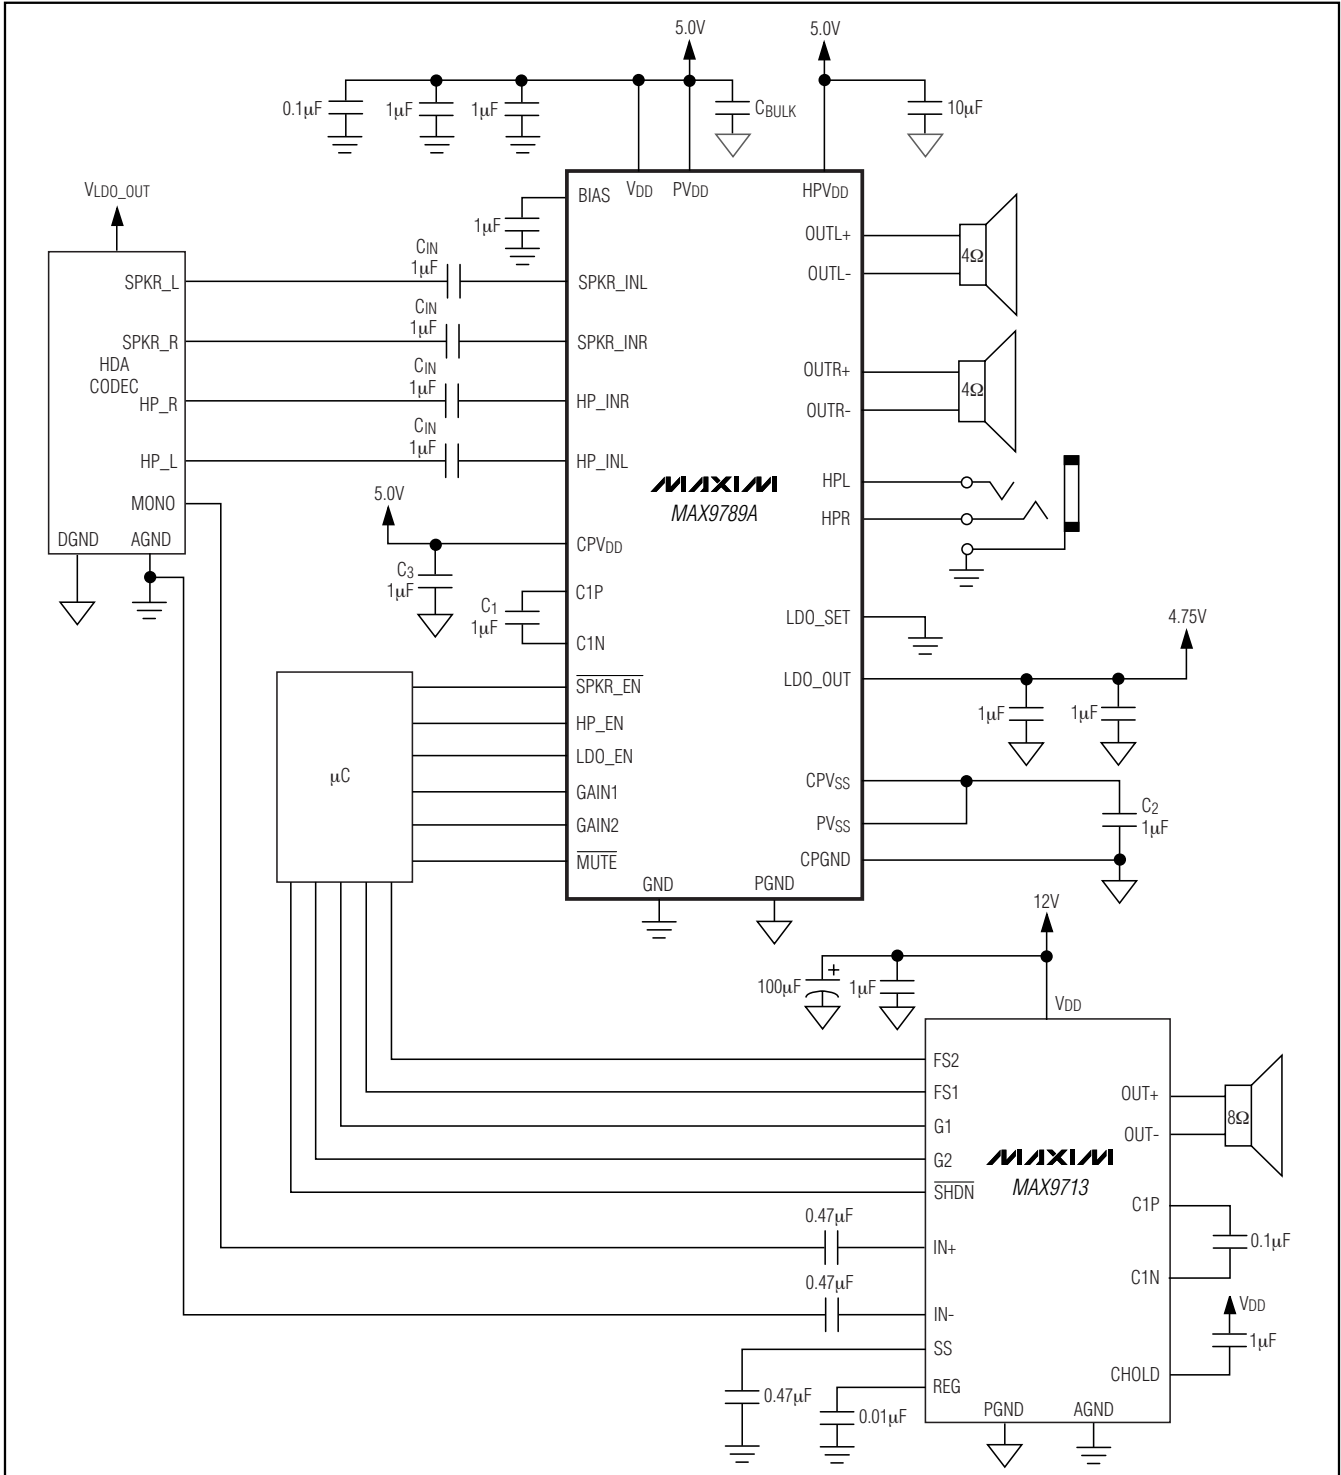 5.0V
5.0V
0.1µF
1µF
1µF
CBULK
10µF
VLDO_OUT
BIAS
VDD
PVDD
HPVDD
1µF
OUTL+
OUTL-
4Ω
SPKR_L
CIN
1µF
SPKR_INL
SPKR_R
CIN
1µF
SPKR_INR
HDA
CODEC
HP_R
CIN
1µF
HP_INR
OUTR+
OUTR-
4Ω
HP_L
CIN
1µF
HP_INL
MAXIM
MAX9789A
HPL
HPR
MONO
DGND
AGND
5.0V
CPVDD
C3
1µF
C1P
C1
1µF
C1N
LDO_SET
4.75V
LDO_OUT
1µF
1µF
µC
SPKR_EN
HP_EN
LDO_EN
GAIN1
GAIN2
MUTE
CPVSS
PVSS
CPGND
C2
1µF
GND
PGND
12V
100µF
+
1µF
VDD
FS2
FS1
G1
G2
SHDN
OUT+
OUT-
8Ω
MAXIM
MAX9713
0.47µF
IN+
0.47µF
IN-
C1P
0.1µF
C1N
VDD
1µF
CHOLD
SS
0.47µF
REG
0.01µF
PGND
AGND